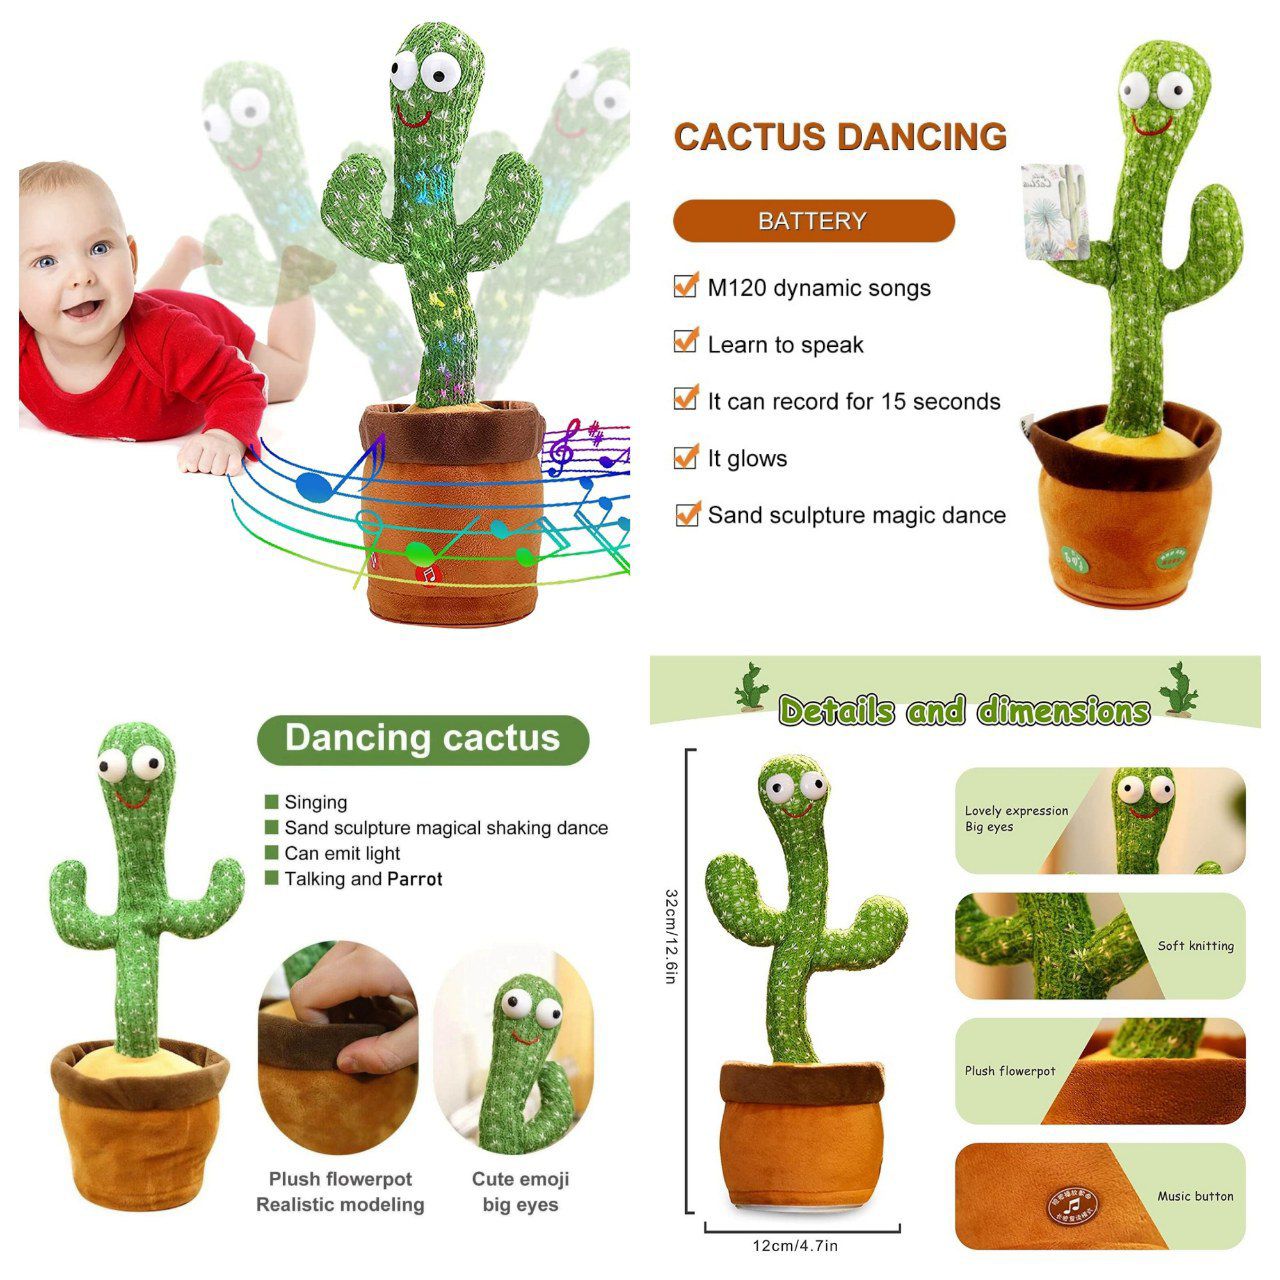 CACTUS DANCING
BATTERY
M120 dynamic songs
Learn to speak
It can record for 15 seconds
It glows
Sand sculpture magic dance
Dancing cactus
Singing
Sand sculpture magical shaking dance
Can emit light
Talking and Parrot
Plush flowerpot
Realistic modeling
Cute emoji
big eyes
Details and dimensions
32cm/12.6in
12cm/4.7in
Lovely expression
Big eyes
Soft knitting
Plush flowerpot
Music button